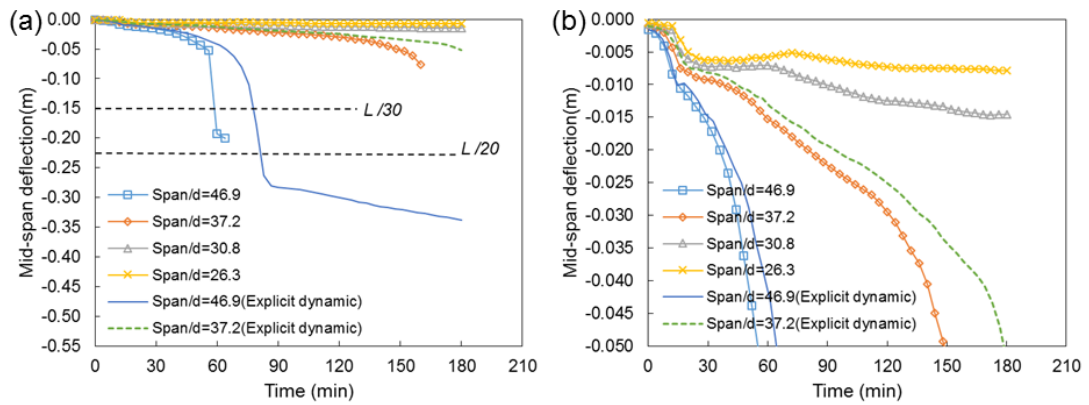 (a)
0.00
-0.05
-0.10
-0.15
-0.20
-0.25
-0.30
-0.35
-0.40
-0.45
-0.50
-0.55
Mid-span deflection(m)
L /30
L /20
Span/d=46.9
Span/d=37.2
Span/d=30.8
Span/d=26.3
Span/d=46.9(Explicit dynamic)
Span/d=37.2(Explicit dynamic)
0 30 60 90 120 150 180 210
Time (min)
(b)
0.000
-0.005
-0.010
-0.015
-0.020
-0.025
-0.030
-0.035
-0.040
-0.045
-0.050
Mid-span deflection(m)
Span/d=46.9
Span/d=37.2
Span/d=30.8
Span/d=26.3
Span/d=46.9(Explicit dynamic)
Span/d=37.2(Explicit dynamic)
0 30 60 90 120 150 180 210
Time (min)